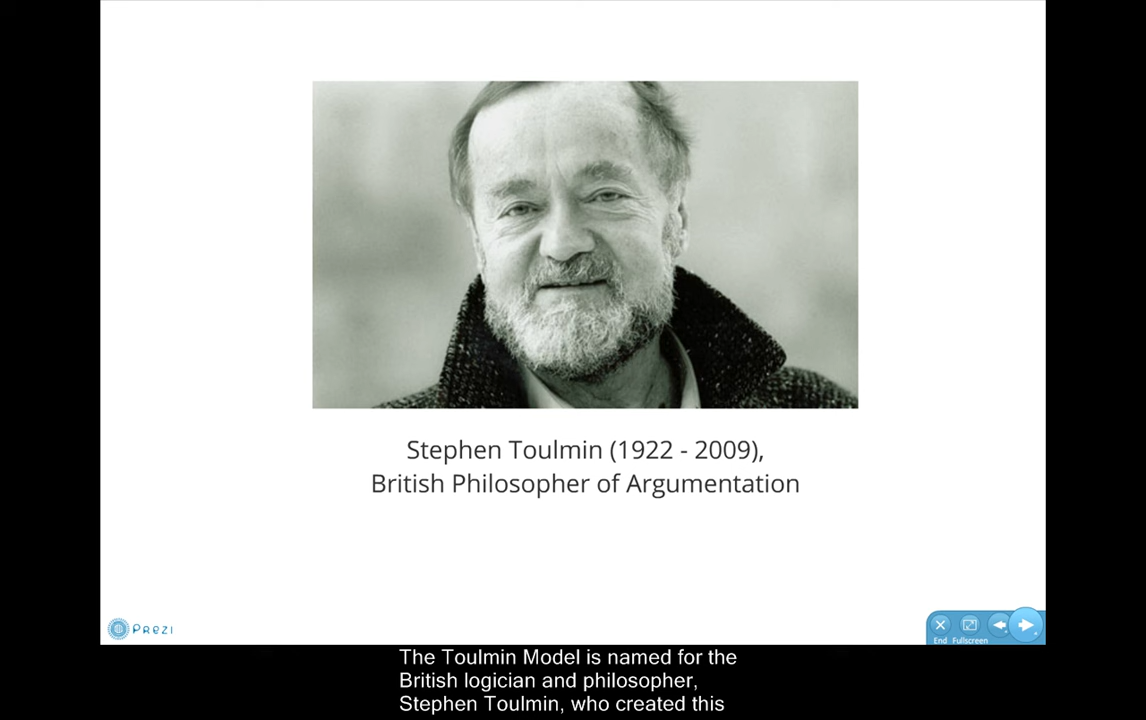 Stephen Toulmin (1922 - 2009),
British Philosopher of Argumentation
Prezi
End Fullscreen
The Toulmin Model is named for the
British logician and philosopher,
Stephen Toulmin, who created this